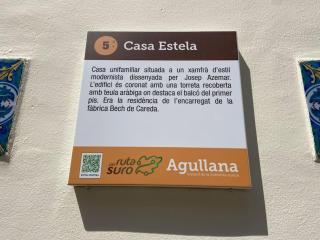 5
Casa Estela
Casa unifamiliar situada a un xamfrà d'estil
modernista dissenyada per Josep Azemar.
L'edifici és coronat amb una torreta recoberta
amb teula aràbiga on destaca el balcó del primer
pis. Era la residència de l'encarregat de la
fàbrica Bech de Careda.
ruta
del
suro
Agullana